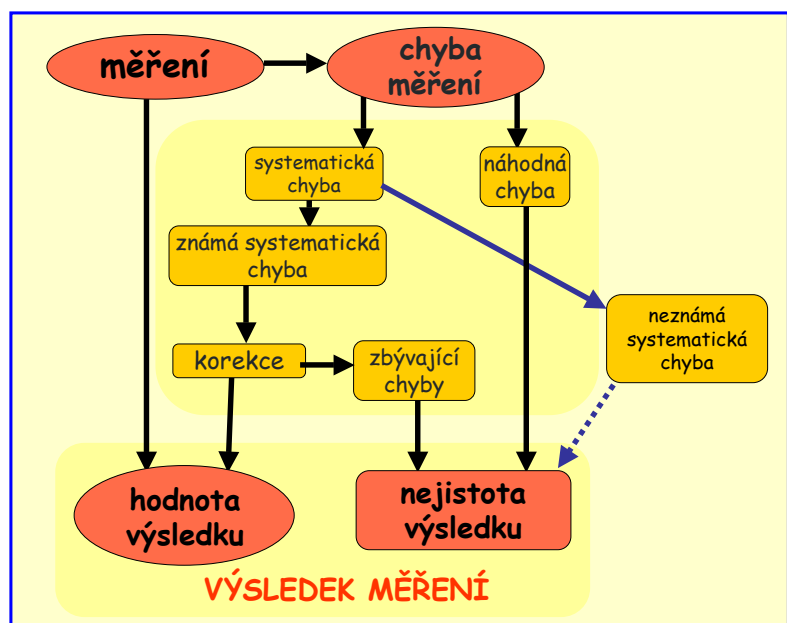 měření
chyba
měření
systematická
chyba
náhodná
chyba
známá systematická
chyba
neznámá
systematická
chyba
korekce
zbývající
chyby
hodnota
výsledku
nejistota
výsledku
VÝSLEDEK MĚŘENÍ